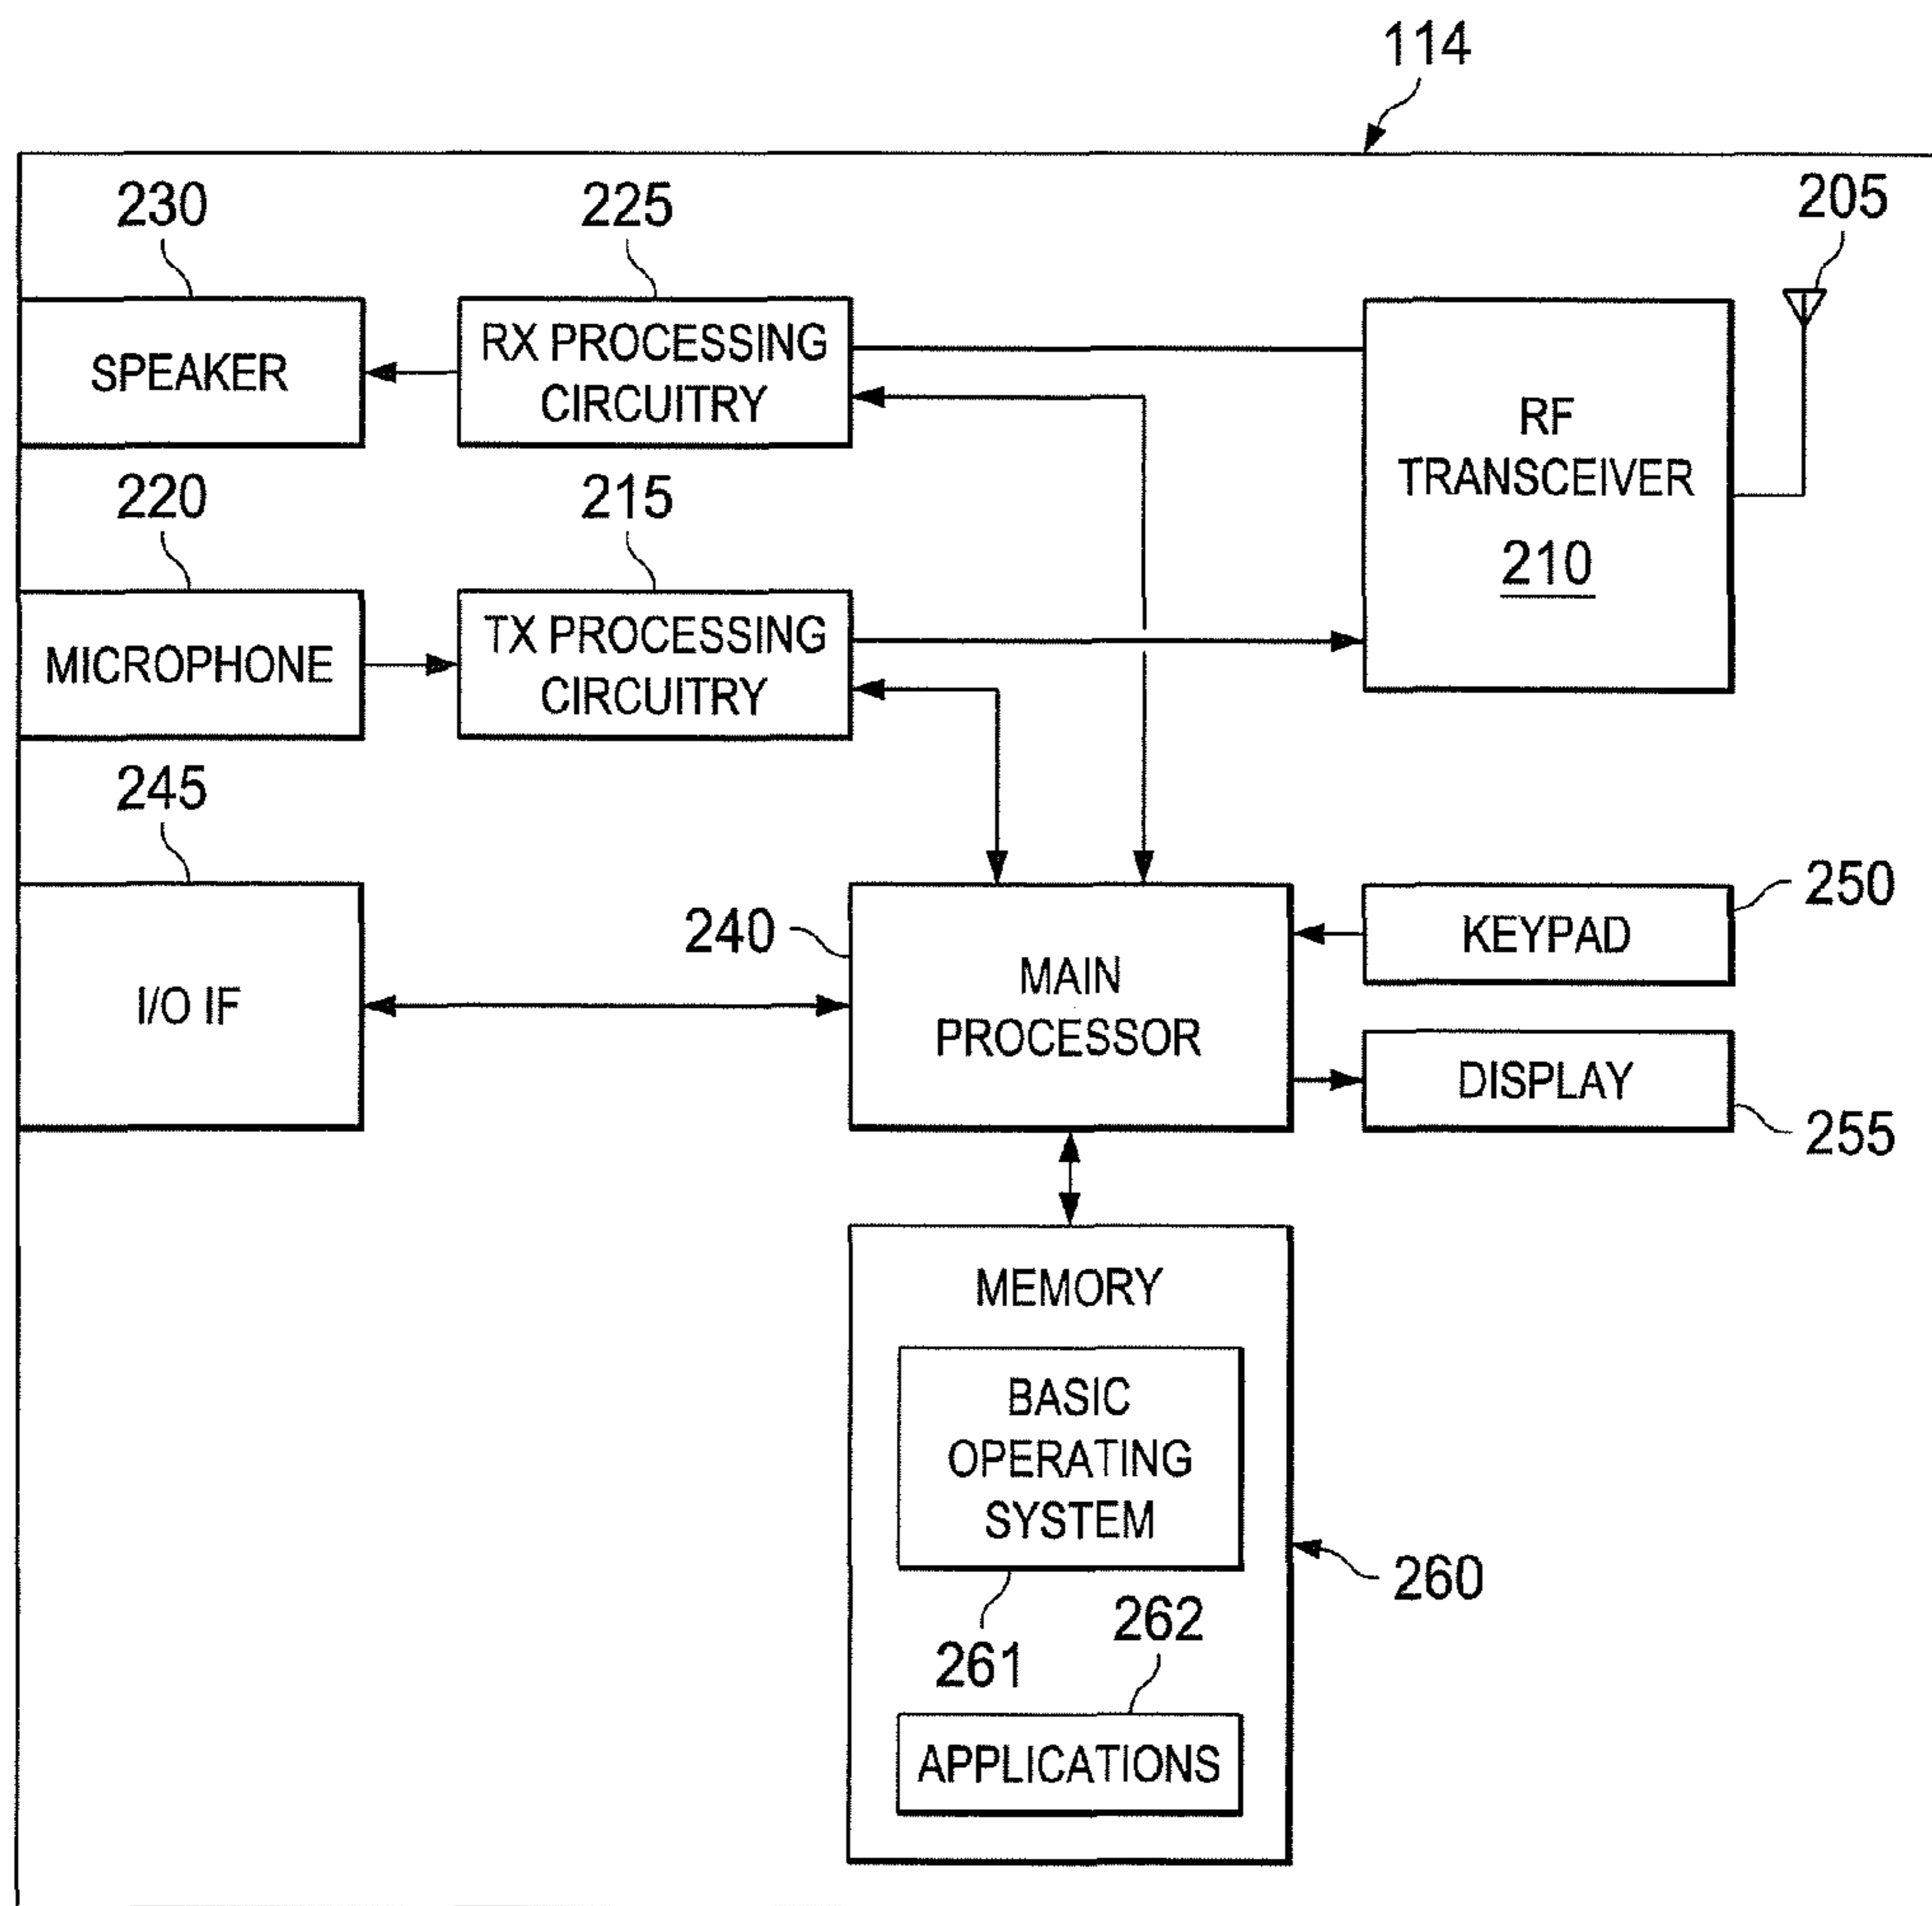 114
230
225
205
SPEAKER
RX PROCESSING
CIRCUITRY
RF
TRANSCEIVER
210
220
215
MICROPHONE
TX PROCESSING
CIRCUITRY
245
I/O IF
240
MAIN
PROCESSOR
KEYPAD
250
DISPLAY
255
MEMORY
BASIC
OPERATING
SYSTEM
260
261
262
APPLICATIONS